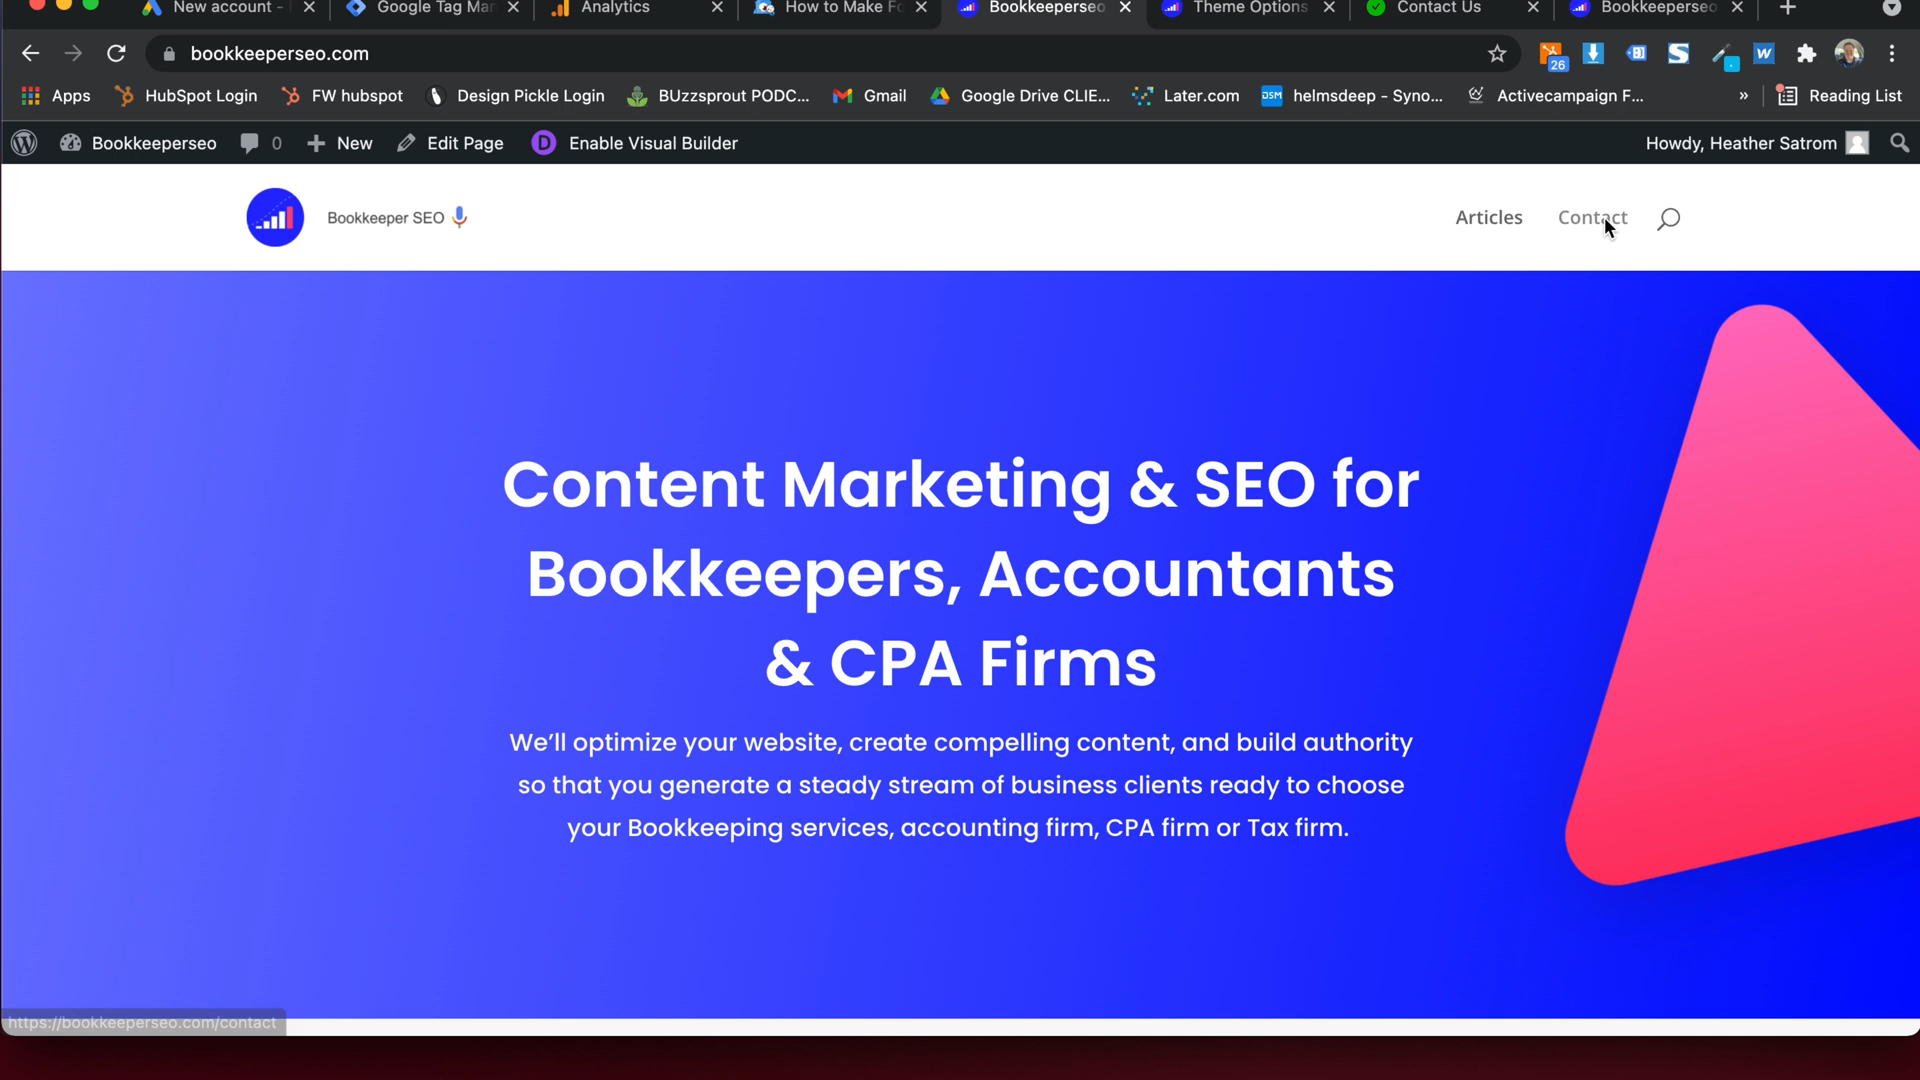 New account -
Google Tag Mar
Analytics
How to Make Fo
Bookkeeperseo
Theme Options
Contact Us
Bookkeeperseo
bookkeeperseo.com
26
Apps
HubSpot Login
FW hubspot
Design Pickle Login
BUzzsprout PODC...
Gmail
Google Drive CLIE...
Later.com
DSM
helmsdeep - Syno...
Activecampaign F...
»
Reading List
Bookkeeperseo
0
New
Edit Page
D
Enable Visual Builder
Howdy, Heather Satrom
Bookkeeper SEO
Articles
Contact
Content Marketing & SEO for
Bookkeepers, Accountants
& CPA Firms
We'll optimize your website, create compelling content, and build authority
so that you generate a steady stream of business clients ready to choose
your Bookkeeping services, accounting firm, CPA firm or Tax firm.
https://bookkeeperseo.com/contact